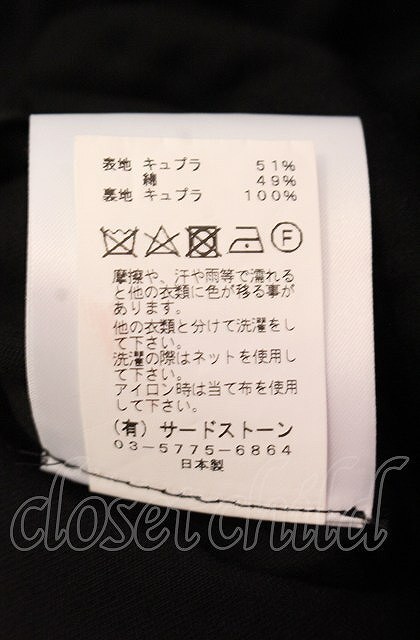 表地 キュプラ 51%
綿 49%
裏地 キュプラ 100%
F
摩擦や、汗や雨等で濡れる
と他の衣類に色が移る事が
あります。
他の衣類と分けて洗濯をし
て下さい。
洗濯の際はネットを使用し
て下さい。
アイロン時は当て布を使用
して下さい。
(有) サードストーン
03-5775-6864
日本製
closet child